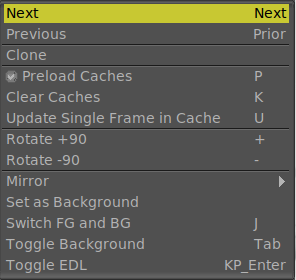 Next Next
Previous Prior
Clone
Preload Caches P
Clear Caches K
Update Single Frame in Cache U
Rotate +90 +
Rotate -90 -
Mirror
Set as Background
Switch FG and BG J
Toggle Background Tab
Toggle EDL KP_Enter